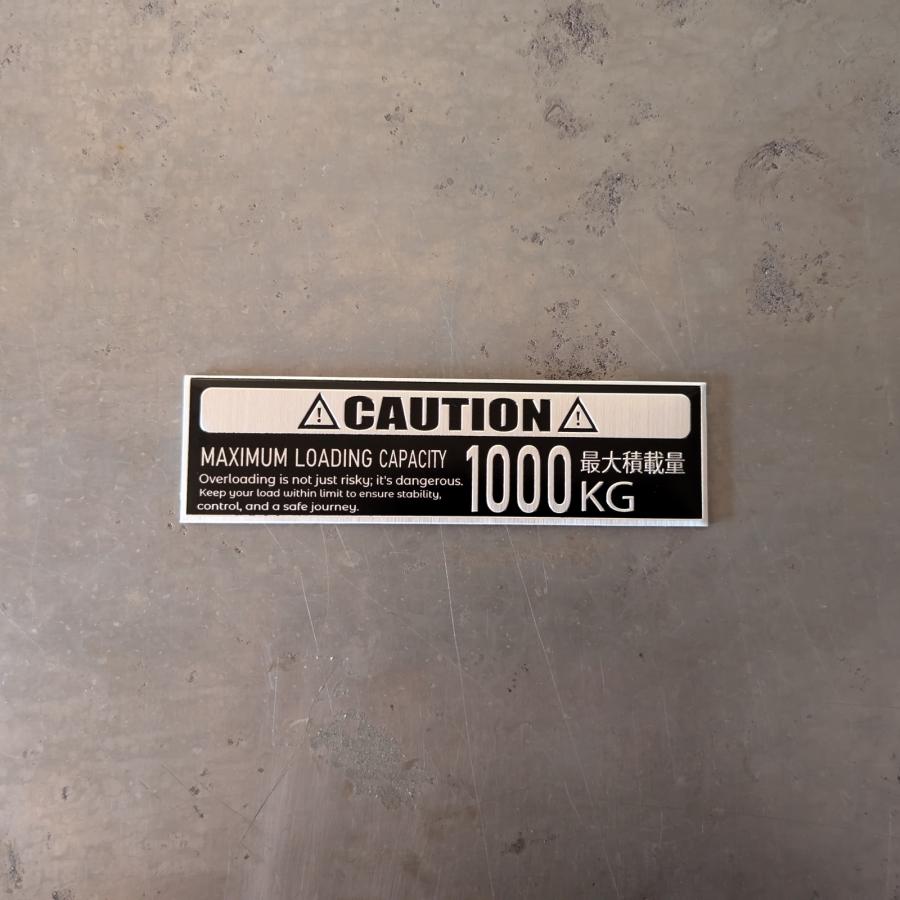 CAUTION
MAXIMUM LOADING CAPACITY
Overloading is not just risky; it's dangerous.
Keep your load within limit to ensure stability,
control, and a safe journey.
1000
最大積載量
KG